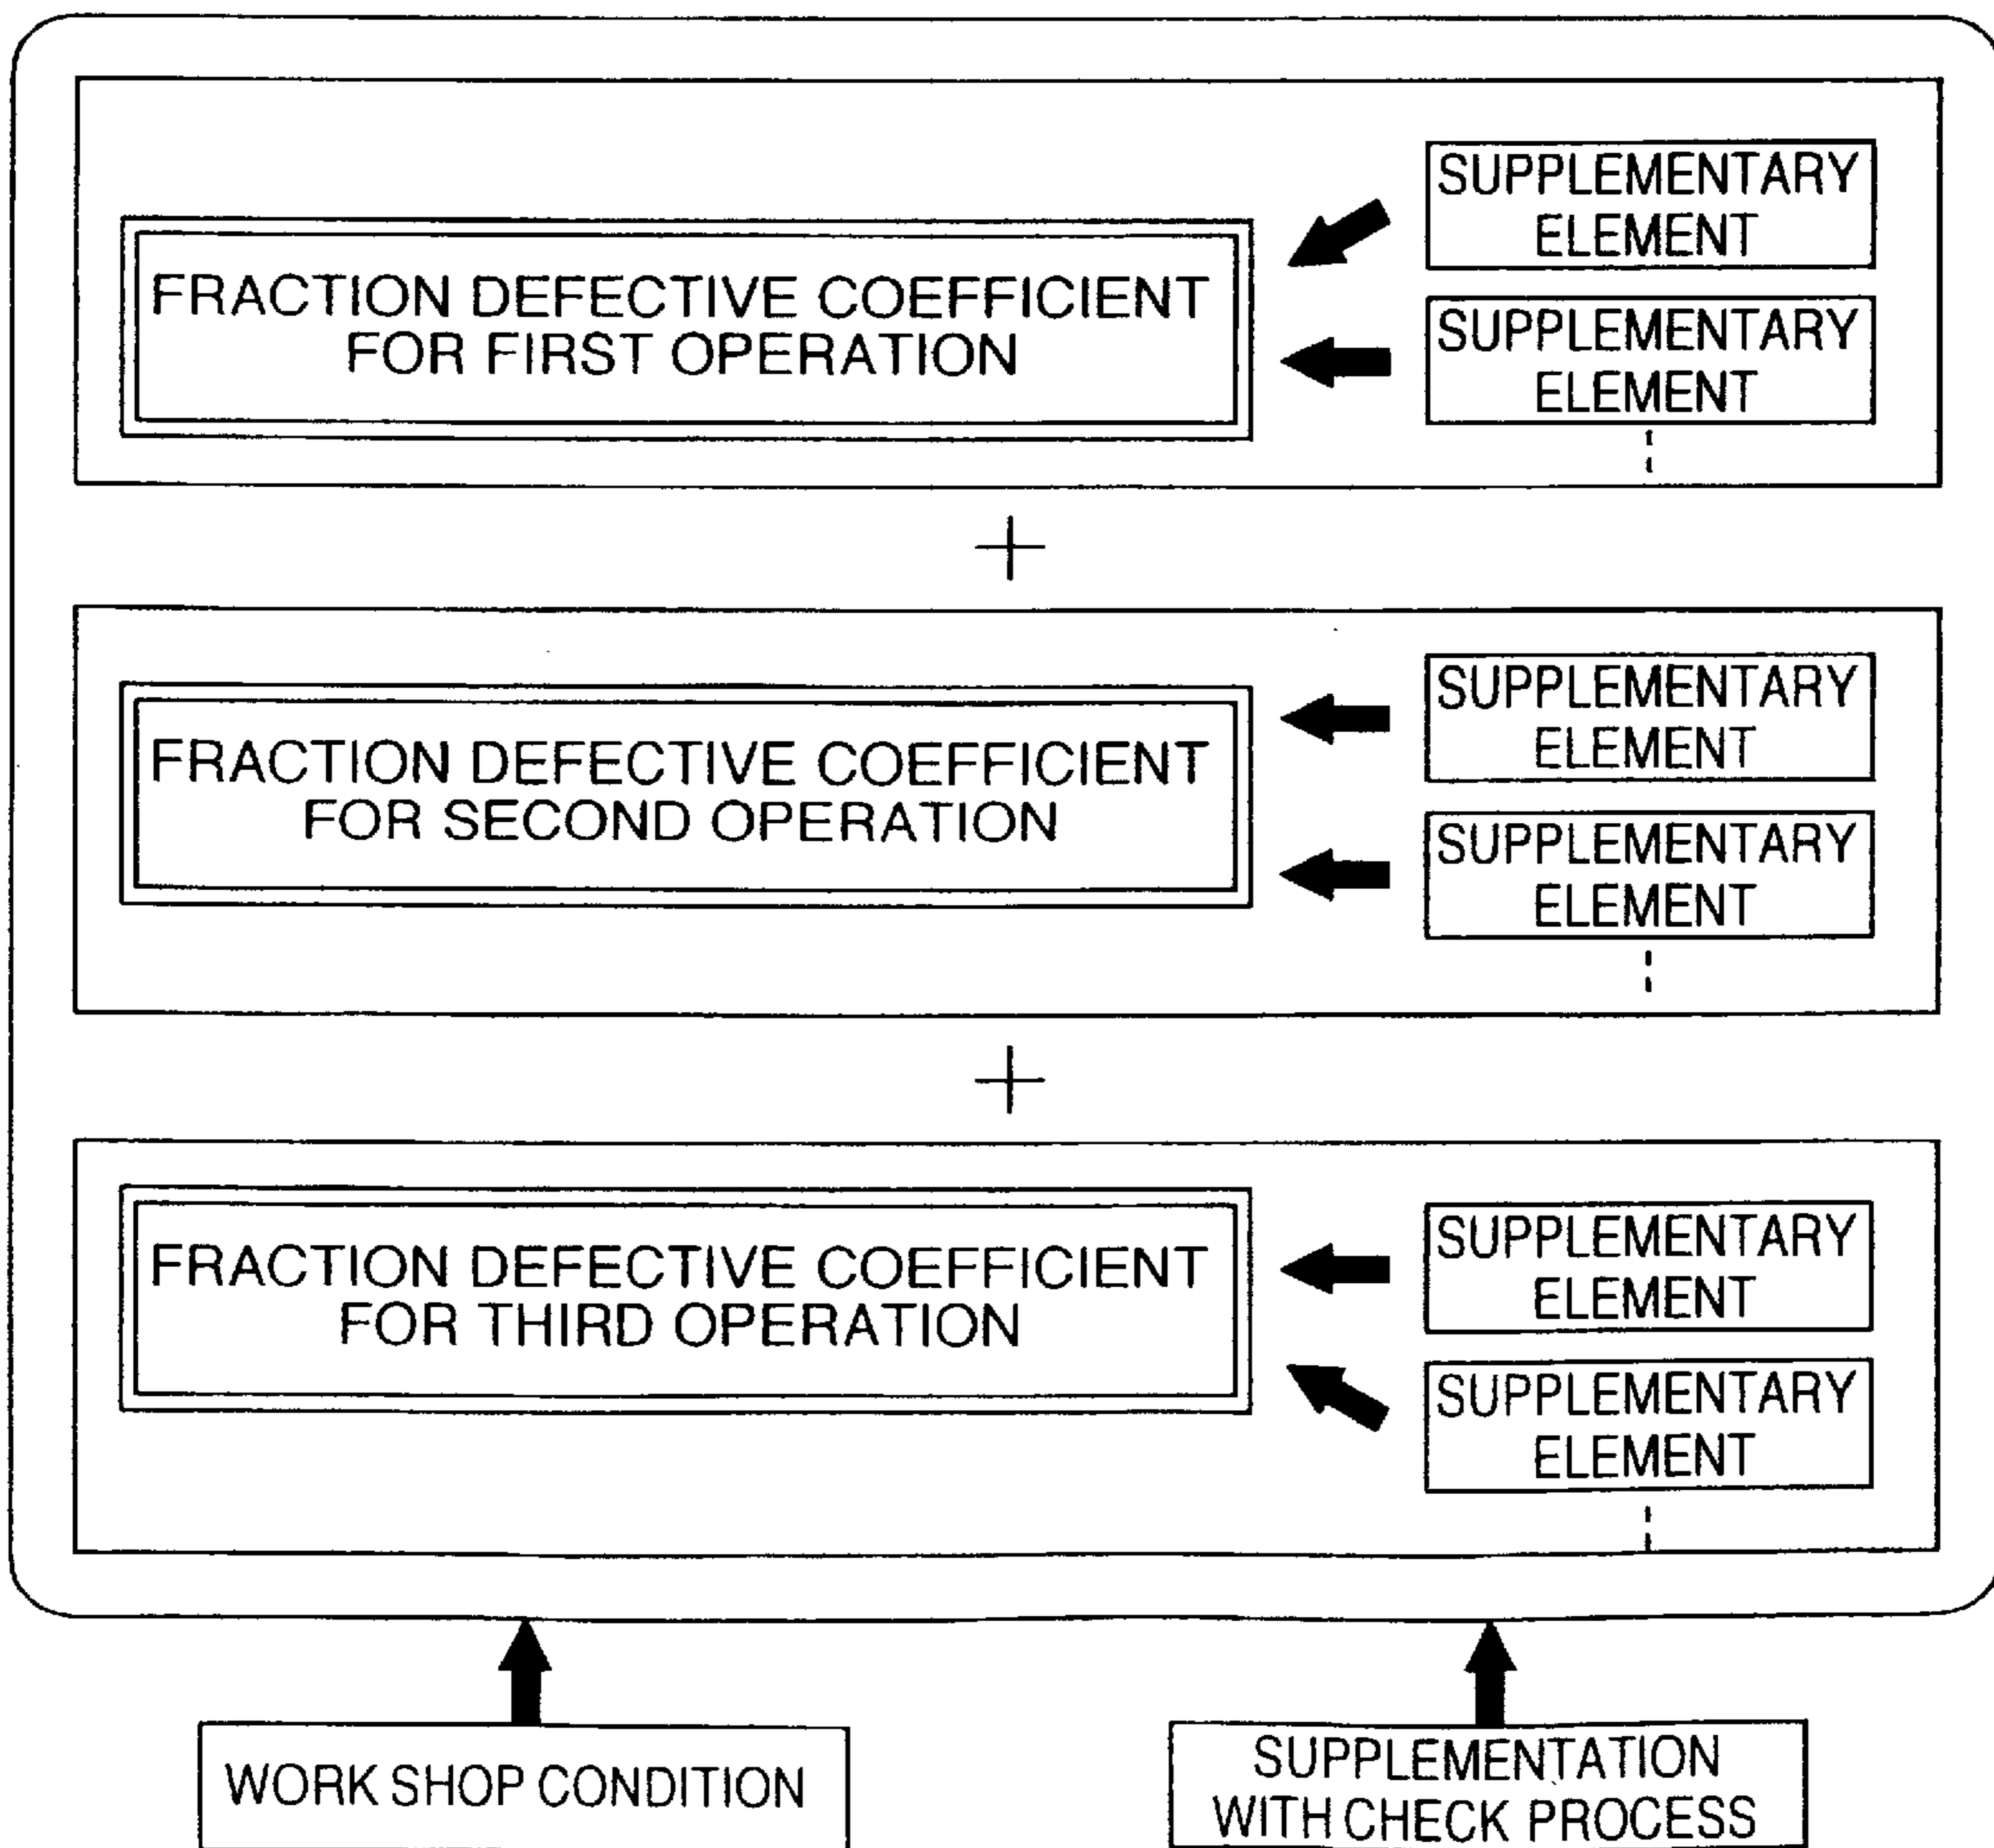 SUPPLEMENTARY
ELEMENT
FRACTION DEFECTIVE COEFFICIENT
FOR FIRST OPERATION
SUPPLEMENTARY
ELEMENT
+
SUPPLEMENTARY
ELEMENT
FRACTION DEFECTIVE COEFFICIENT
FOR SECOND OPERATION
SUPPLEMENTARY
ELEMENT
+
SUPPLEMENTARY
ELEMENT
FRACTION DEFECTIVE COEFFICIENT
FOR THIRD OPERATION
SUPPLEMENTARY
ELEMENT
WORK SHOP CONDITION
SUPPLEMENTATION
WITH CHECK PROCESS